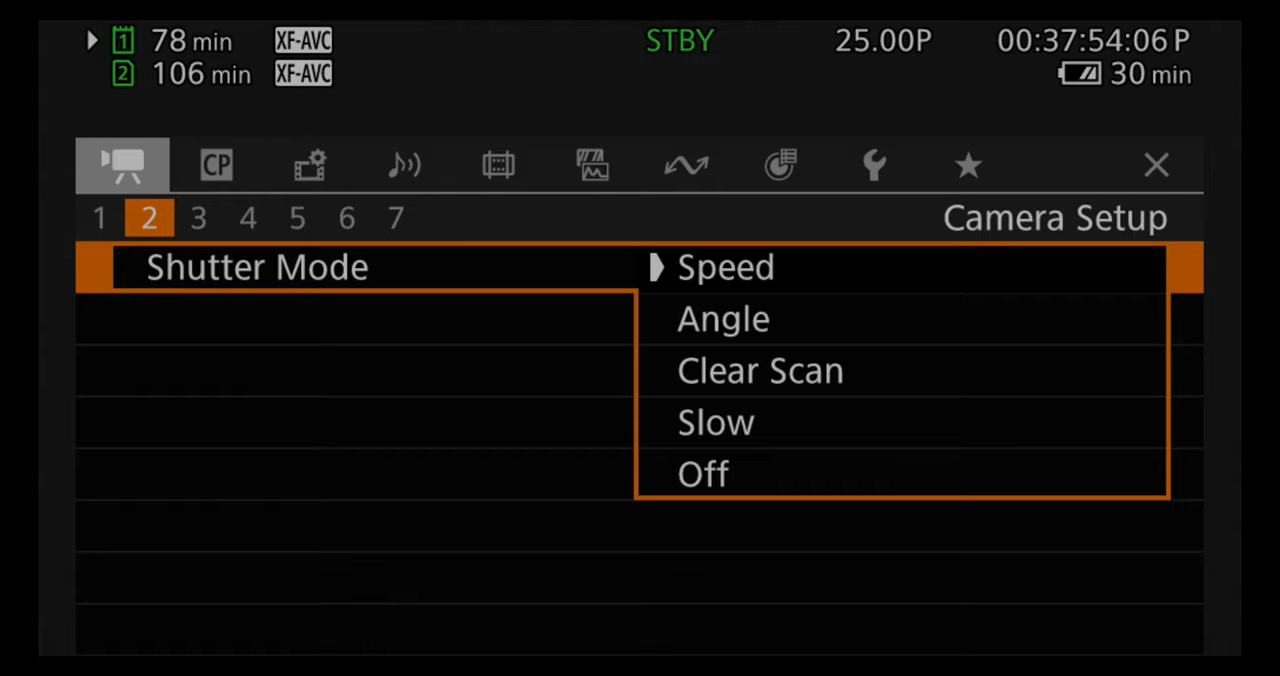 1 78 min XF-AVC STBY 25.00P 00:37:54:06 P
2 106 min XF-AVC 30 min
CP
1 2 3 4 5 6 7 Camera Setup
Shutter Mode Speed
Angle
Clear Scan
Slow
Off